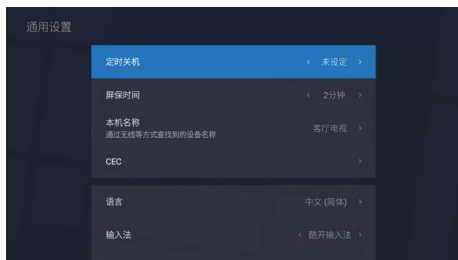 通用设置
定时关机 < 未设定 >
屏保时间 < 2分钟 >
本机名称 客厅电视 >
通过无线等方式查找到的设备名称
CEC >
语言 中文 (简体) >
输入法 < 酷开输入法 >